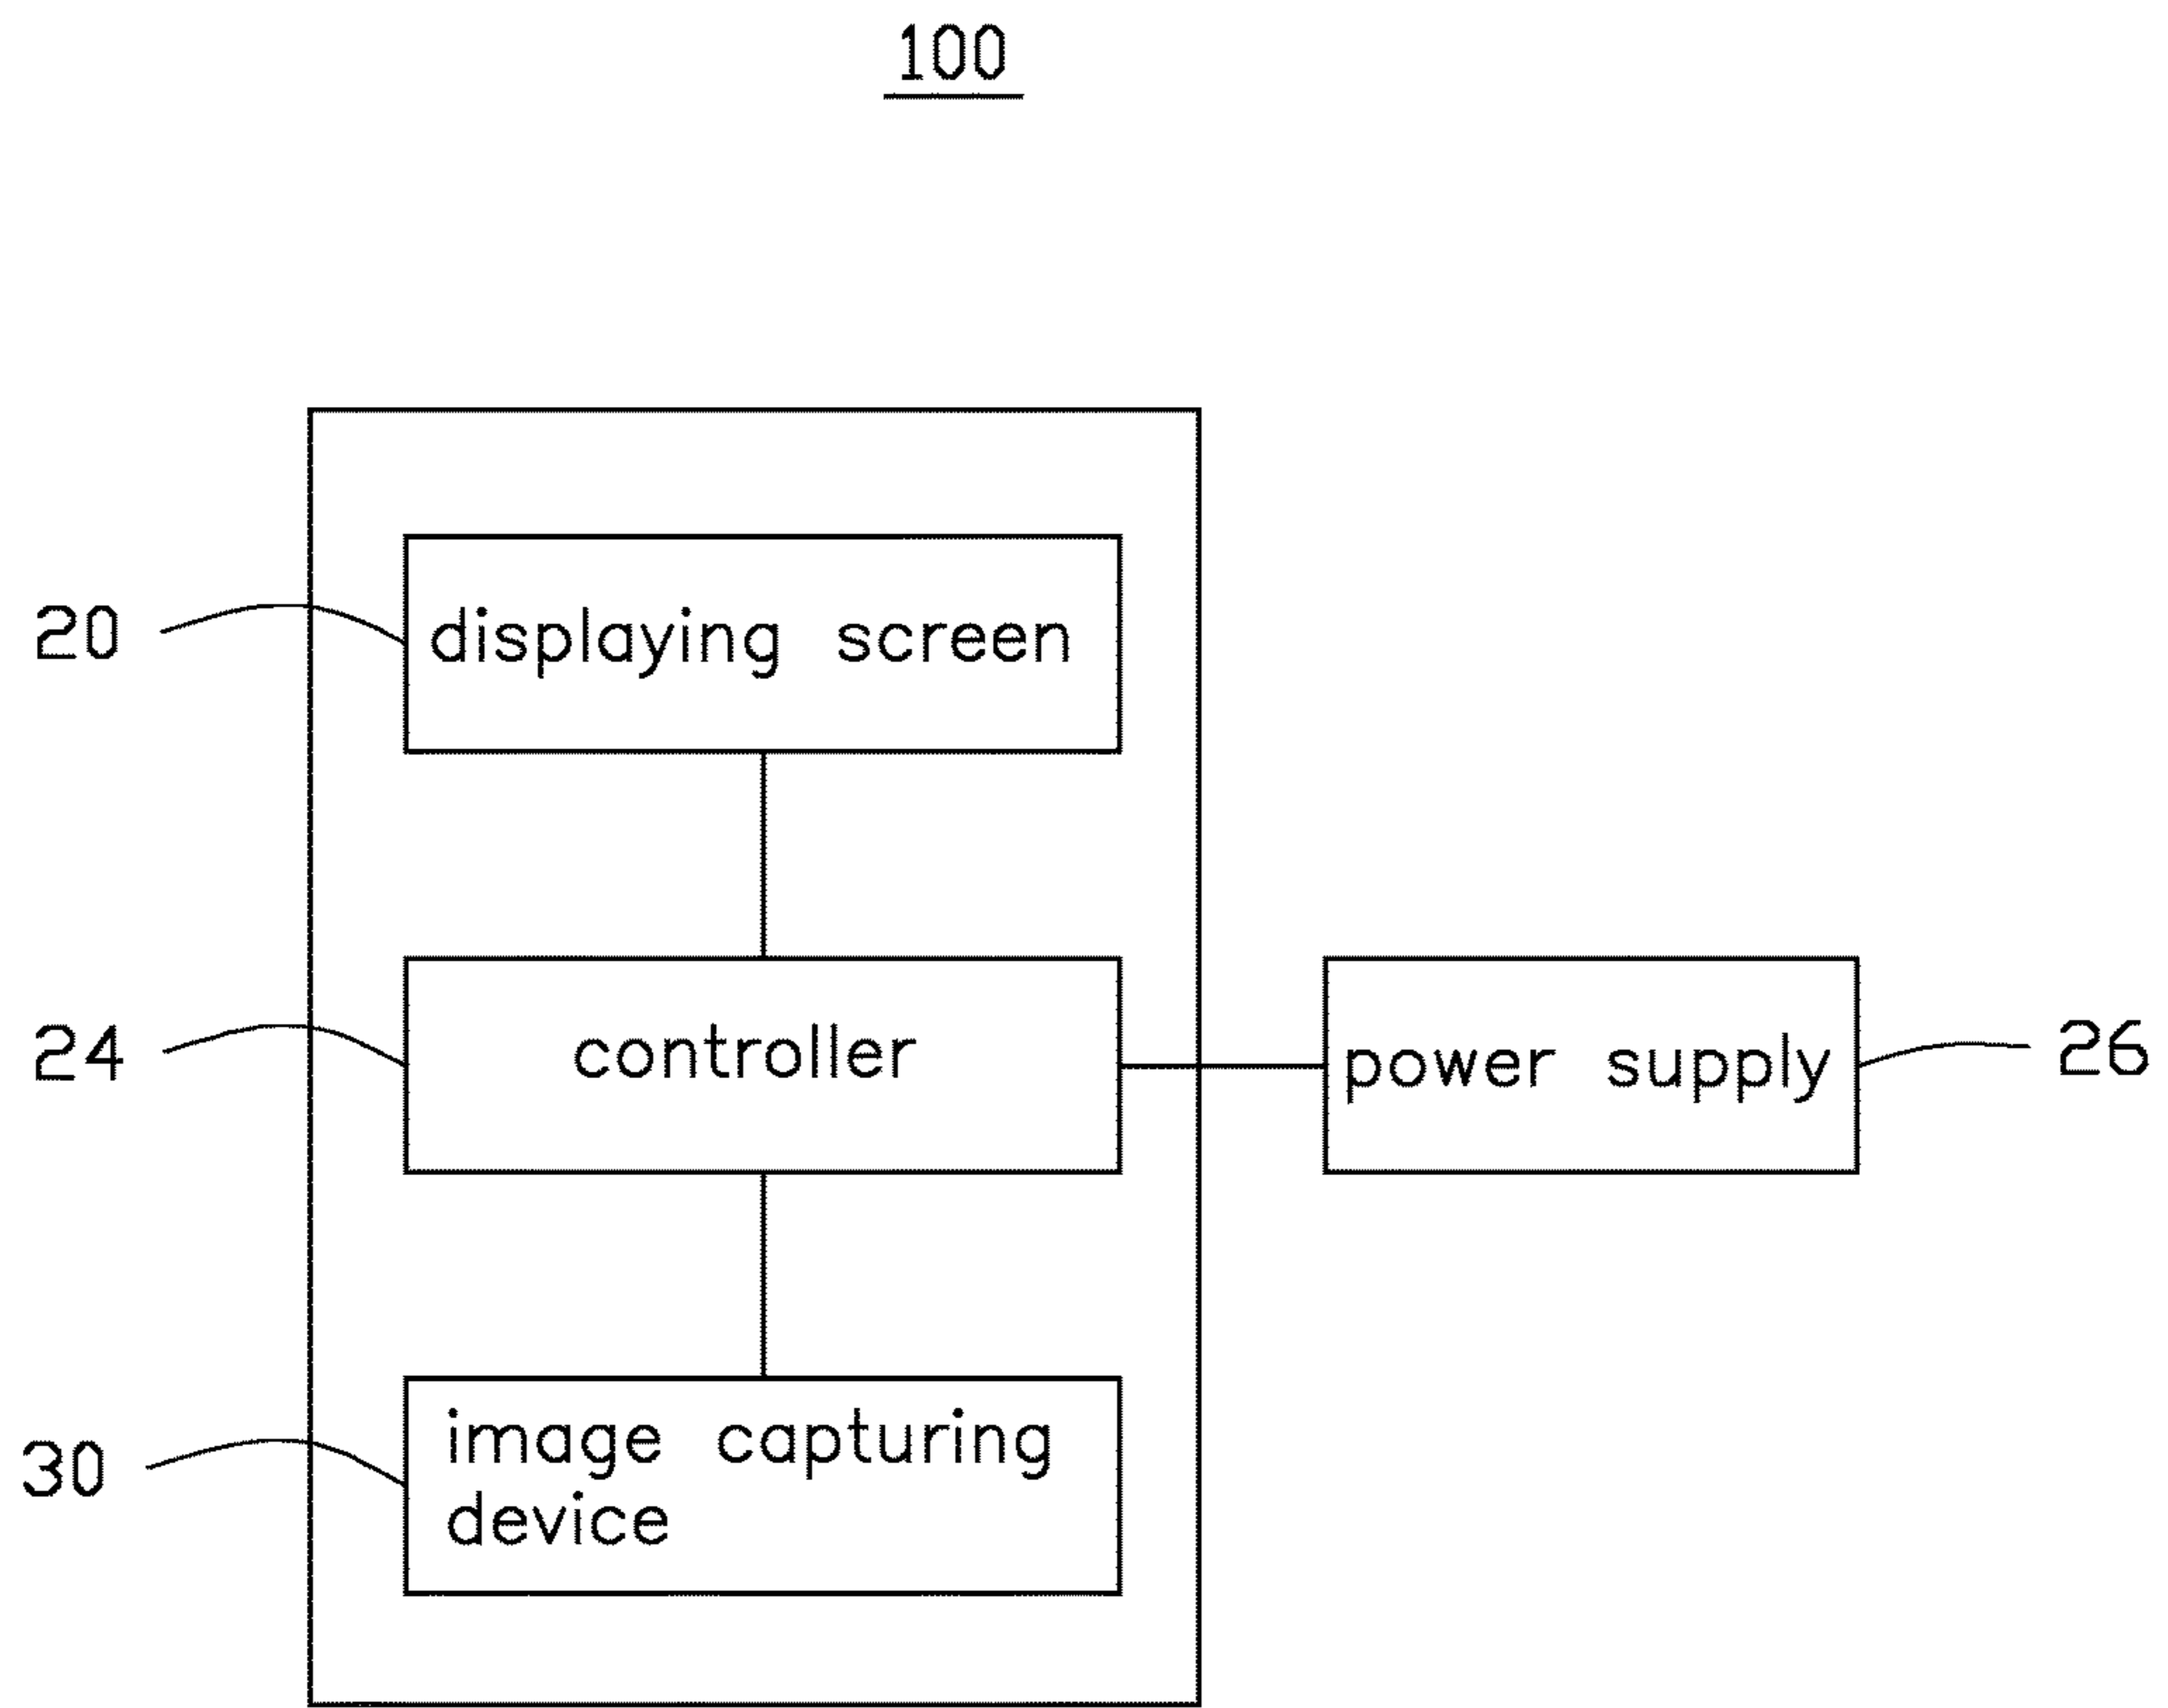 100
20
displaying screen
24
controller
power supply
26
30
image capturing
device